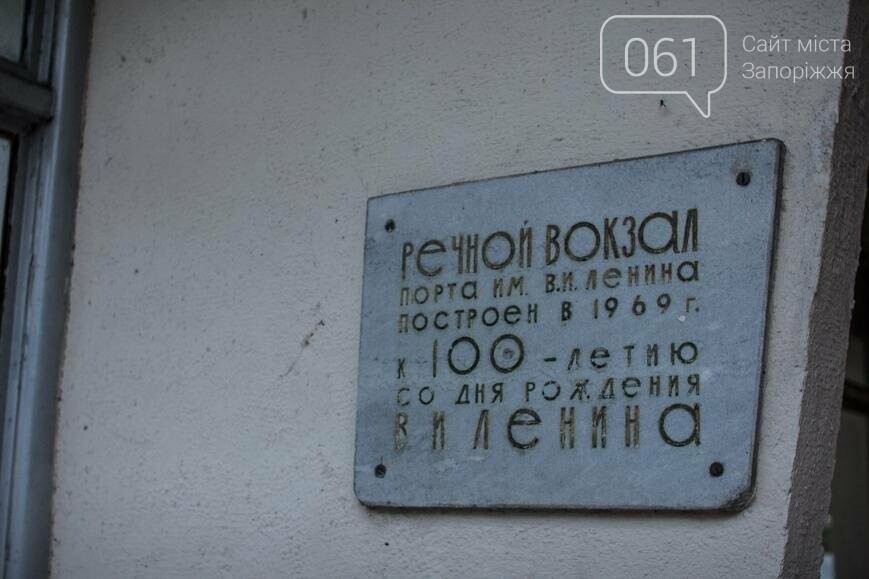 061
Сайт міста
Запоріжжя
Речной вокзал
порта им. В.И. Ленина
построен в 1969 г.
к 100-летию
со дня рождения
В И Ленина